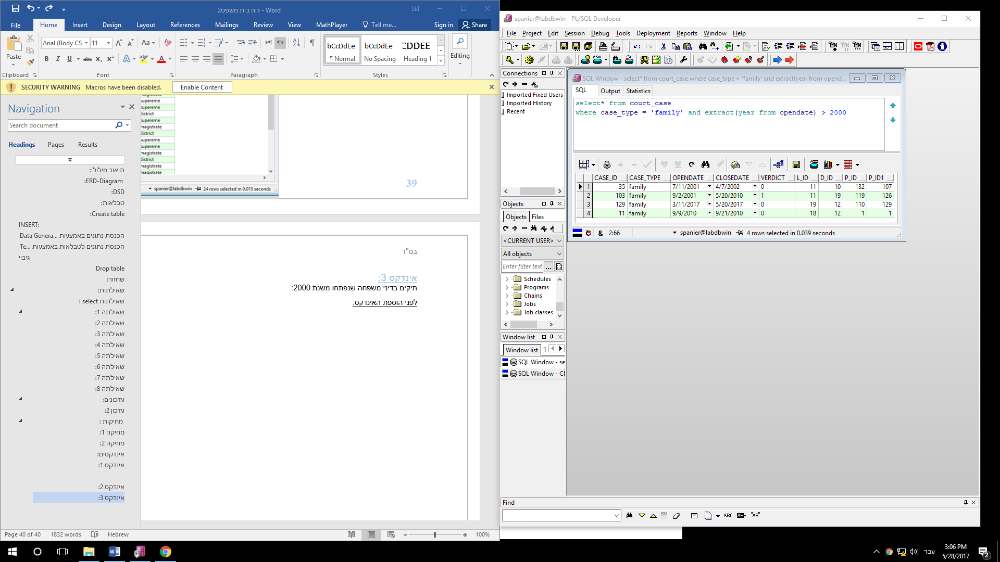 דוח בית משפט2 - Word
File Home Insert Design Layout References Mailings Review View MathPlayer Tell me... Sign in Share
Paste
Clipboard
Arial (Body CS) 11
Font
Paragraph
bCcDdEe bCcDdEe CDDEE
¶ Normal No Spacing Heading 1
Styles
Editing
SECURITY WARNING Macros have been disabled. Enable Content
Navigation
Search document
Headings Pages Results
תיאור מילולי:
ERD-Diagram:
DSD:
טבלאות:
Create table:
INSERT:
הכנסת נתונים באמצעות Data Genera...
הכנסת נתונים לטבלאות באמצעות Te...
גיבוי
Drop table
שחזור:
שאילתות:
שאילתות select :
שאילתה 1:
שאילתה 2:
שאילתה 3:
שאילתה 4:
שאילתה 5:
שאילתה 6:
שאילתה 7:
שאילתה 8:
עדכונים:
עדכון 2:
מחיקות :
מחיקה 1:
מחיקה 2:
אינדקסים:
אינדקס 1:
אינדקס 2:
אינדקס 3:
magistrate
supereme
supereme
district
supereme
magistrate
district
supereme
supereme
magistrate
district
magistrate
magistrate
spanier@labdbwin 24 rows selected in 0.015 seconds
39
בס"ד
אינדקס 3:
תיקים בדיני משפחה שנפתחו משנת 2000:
לפני הוספת האינדקס:
Page 40 of 40 1832 words Hebrew 100%
spanier@labdbwin - PL/SQL Developer
File Project Edit Session Debug Tools Deployment Reports Window Help
Connections
Imported Fixed Users
Imported History
Recent
Objects
Objects Files
<CURRENT USER>
All objects
Enter filter text ...
Schedules
Programs
Chains
Jobs
Job classes
Window list
Window list T
SQL Window - se
SQL Window - Cl
SQL Window - select* from court_case where case_type = 'family' and extract(year from opend...
SQL Output Statistics
select* from court_case
where case_type = 'family' and extract(year from opendate) > 2000
CASE_ID CASE_TYPE OPENDATE CLOSEDATE VERDICT L_ID D_ID P_ID P_ID1
1 35 family 7/11/2001 4/7/2002 0 11 10 132 107
2 103 family 9/2/2001 5/20/2010 1 11 19 119 126
3 129 family 3/11/2017 5/20/2017 0 19 12 110 129
4 11 family 9/9/2010 9/21/2010 0 18 12 1 1
& 2:66 spanier@labdbwin 4 rows selected in 0.039 seconds
Find
ABC ABc "AB"
עבר
3:06 PM
5/28/2017
2